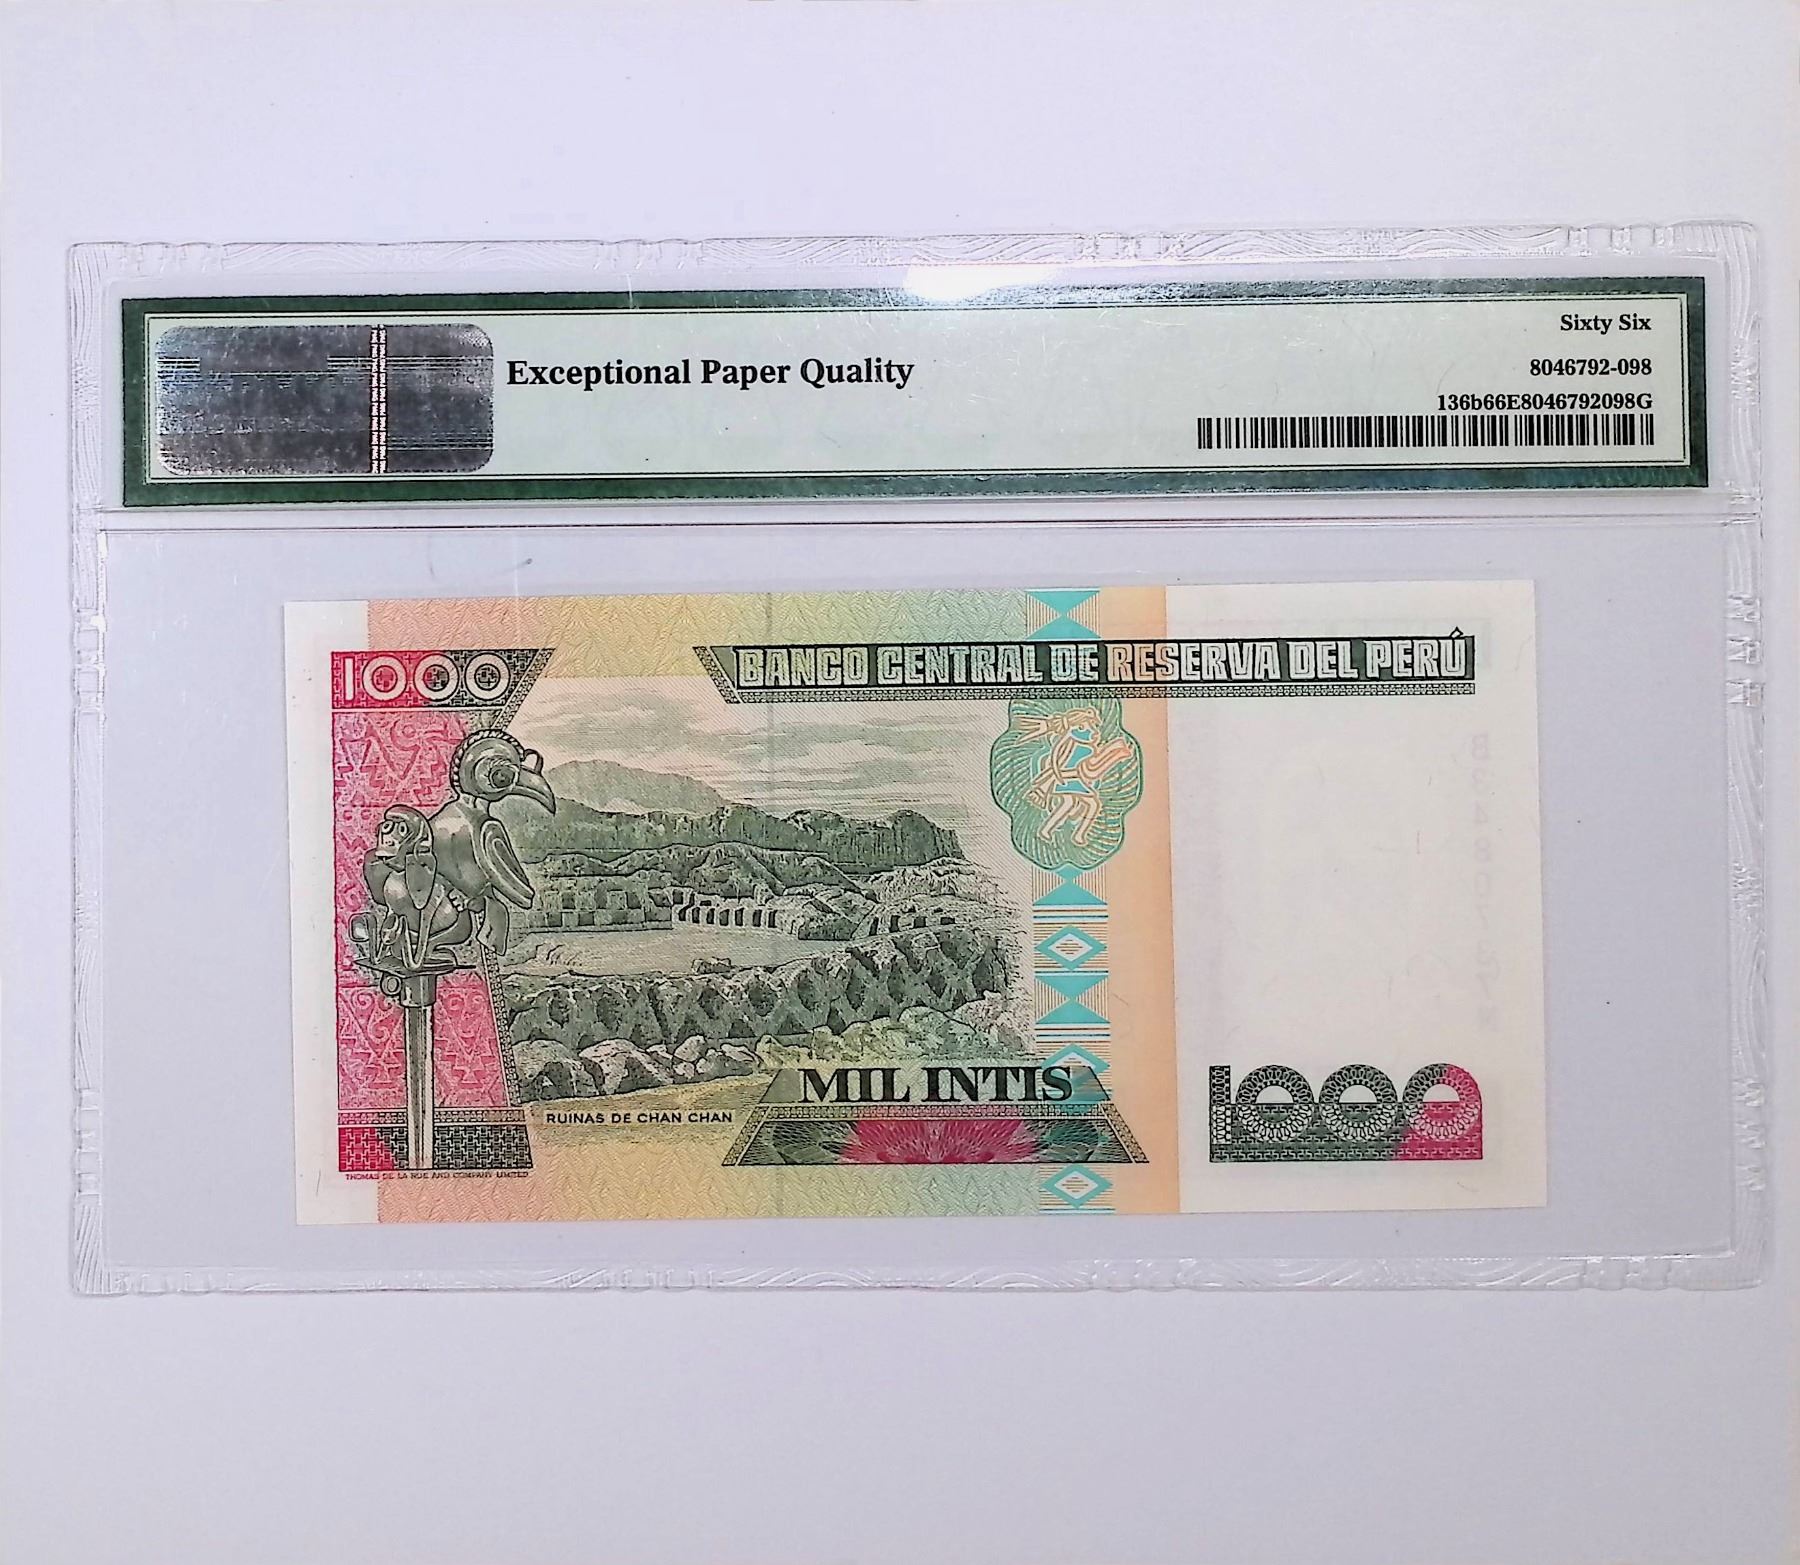 Sixty Six
Exceptional Paper Quality
8046792-098
136b66E8046792098G
1000
BANCO CENTRAL DE RESERVA DEL PERÚ
MIL INTIS
RUINAS DE CHAN CHAN
1000
THOMAS DE LA RUE AND COMPANY LIMITED